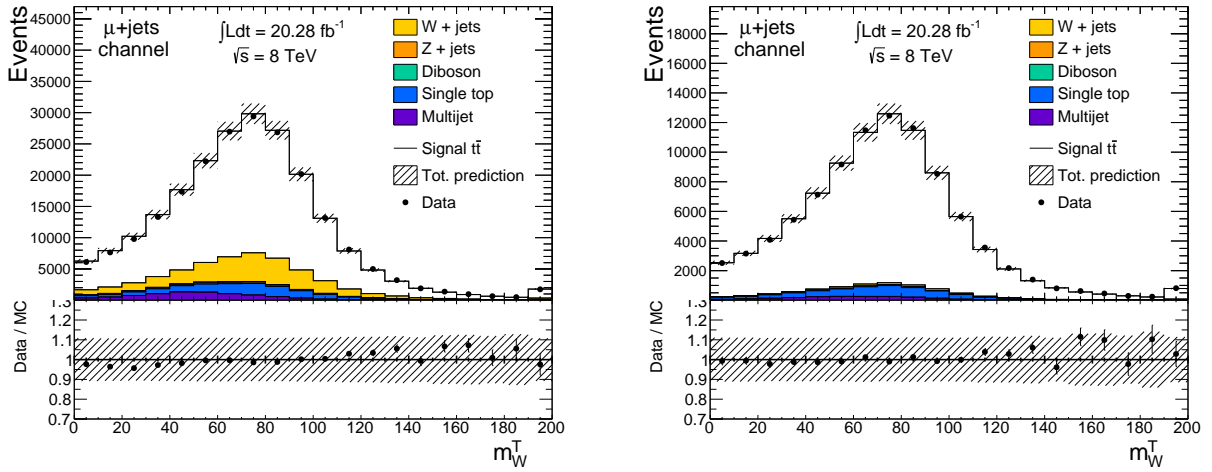 Events
45000
40000
35000
30000
25000
20000
15000
10000
5000
μ+jets
channel
∫Ldt = 20.28 fb⁻¹
√s = 8 TeV
W + jets
Z + jets
Diboson
Single top
Multijet
Signal tt̄
Tot. prediction
Data
Data / MC
1.3
1.2
1.1
1
0.9
0.8
0.7
0 20 40 60 80 100 120 140 160 180 200
m_W^T
Events
18000
16000
14000
12000
10000
8000
6000
4000
2000
μ+jets
channel
∫Ldt = 20.28 fb⁻¹
√s = 8 TeV
W + jets
Z + jets
Diboson
Single top
Multijet
Signal tt̄
Tot. prediction
Data
Data / MC
1.3
1.2
1.1
1
0.9
0.8
0.7
0 20 40 60 80 100 120 140 160 180 200
m_W^T